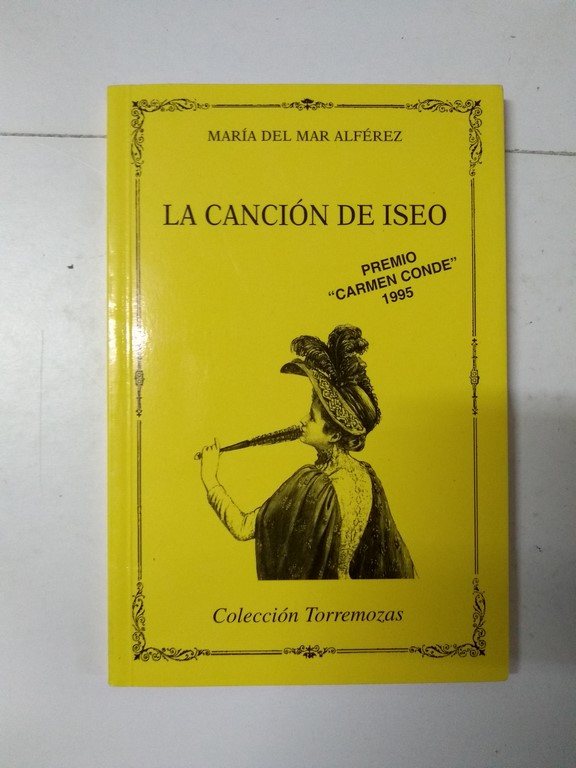 MARÍA DEL MAR ALFÉREZ
LA CANCIÓN DE ISEO
PREMIO
“CARMEN CONDE”
1995
Colección Torremozas